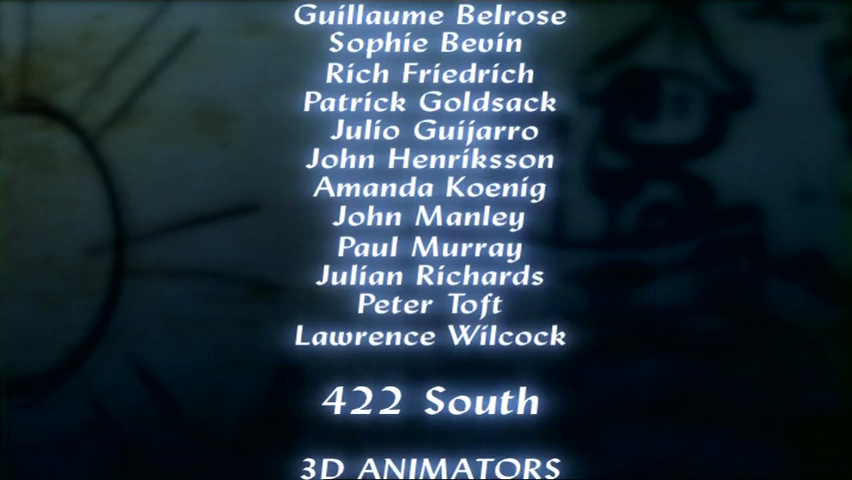 Guillaume Belrose
Sophie Bevin
Rich Friedrich
Patrick Goldsack
Julio Guijarro
John Henriksson
Amanda Koenig
John Manley
Paul Murray
Julian Richards
Peter Toft
Lawrence Wilcock
422 South
3D ANIMATORS